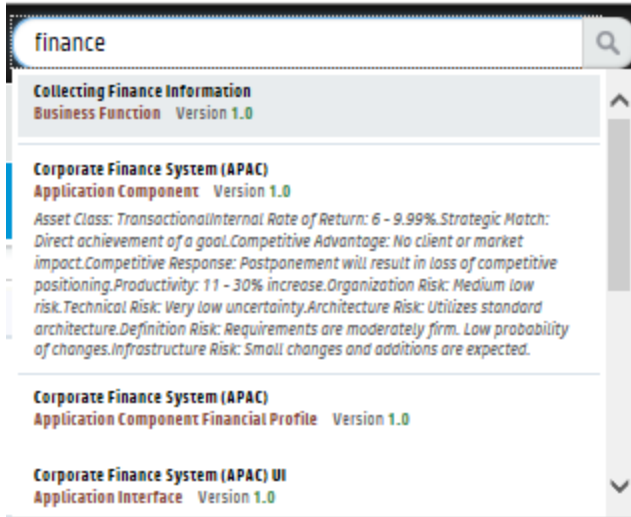 finance
Collecting Finance Information
Business Function Version 1.0
Corporate Finance System (APAC)
Application Component Version 1.0
Asset Class: TransactionalInternal Rate of Return: 6 - 9.99%.Strategic Match:
Direct achievement of a goal.Competitive Advantage: No client or market
impact.Competitive Response: Postponement will result in loss of competitive
positioning.Productivity: 11 - 30% increase.Organization Risk: Medium low
risk.Technical Risk: Very low uncertainty.Architecture Risk: Utilizes standard
architecture.Definition Risk: Requirements are moderately firm. Low probability
of changes.Infrastructure Risk: Small changes and additions are expected.
Corporate Finance System (APAC)
Application Component Financial Profile Version 1.0
Corporate Finance System (APAC) UI
Application Interface Version 1.0